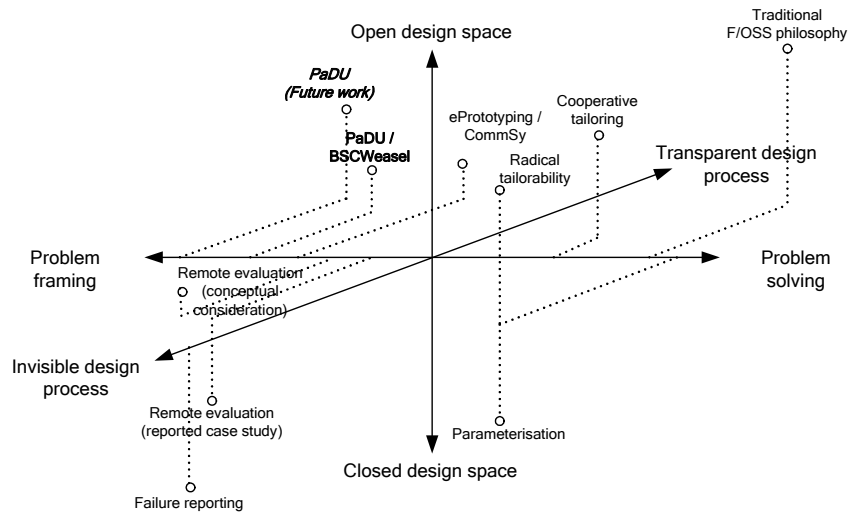 Traditional
F/OSS philosophy
Open design space
PaDU
(Future work)
Cooperative
tailoring
ePrototyping /
CommSy
PaDU /
BSCWeasel
Radical
tailorability
Transparent design
process
Problem
framing
Problem
solving
Remote evaluation
(conceptual
consideration)
Invisible design
process
Remote evaluation
(reported case study)
Parameterisation
Closed design space
Failure reporting